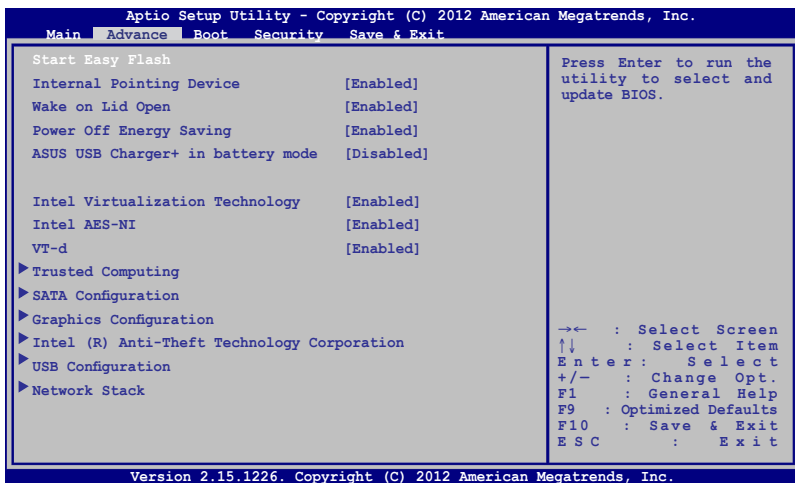 Aptio Setup Utility - Copyright (C) 2012 American Megatrends, Inc.
Main Advance Boot Security Save & Exit
Start Easy Flash
Internal Pointing Device [Enabled]
Wake on Lid Open [Enabled]
Power Off Energy Saving [Enabled]
ASUS USB Charger+ in battery mode [Disabled]
Intel Virtualization Technology [Enabled]
Intel AES-NI [Enabled]
VT-d [Enabled]
Trusted Computing
SATA Configuration
Graphics Configuration
Intel (R) Anti-Theft Technology Corporation
USB Configuration
Network Stack
Press Enter to run the
utility to select and
update BIOS.
→← : Select Screen
↑↓ : Select Item
Enter: Select
+/— : Change Opt.
F1 : General Help
F9 : Optimized Defaults
F10 : Save & Exit
ESC : Exit
Version 2.15.1226. Copyright (C) 2012 American Megatrends, Inc.